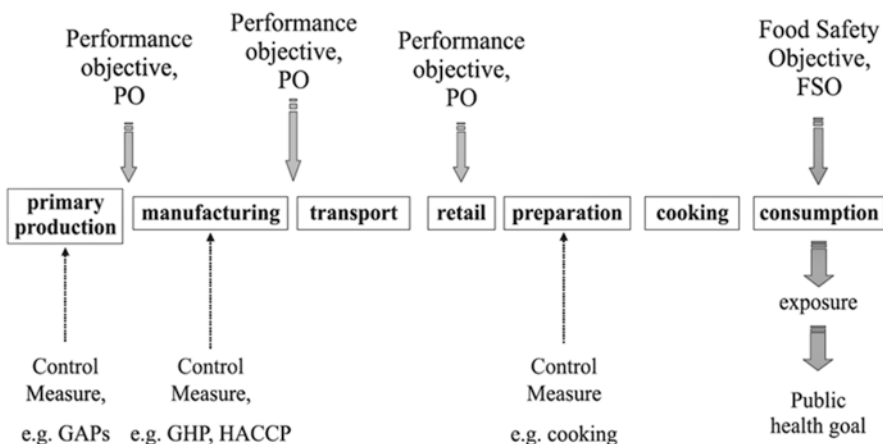 Performance
objective,
PO
Performance
objective,
PO
Performance
objective,
PO
Food Safety
Objective,
FSO
primary
production
manufacturing
transport
retail
preparation
cooking
consumption
exposure
Public
health goal
Control
Measure,
e.g. GAPs
Control
Measure,
e.g. GHP, HACCP
Control
Measure
e.g. cooking